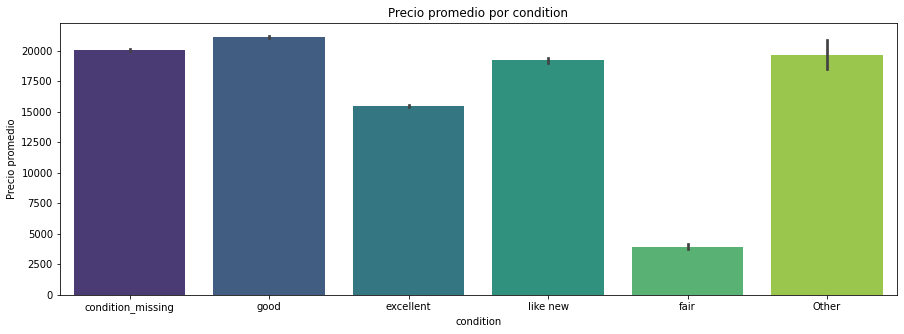 Precio promedio por condition
Precio promedio
20000
17500
15000
12500
10000
7500
5000
2500
0
condition_missing good excellent like new fair Other
condition